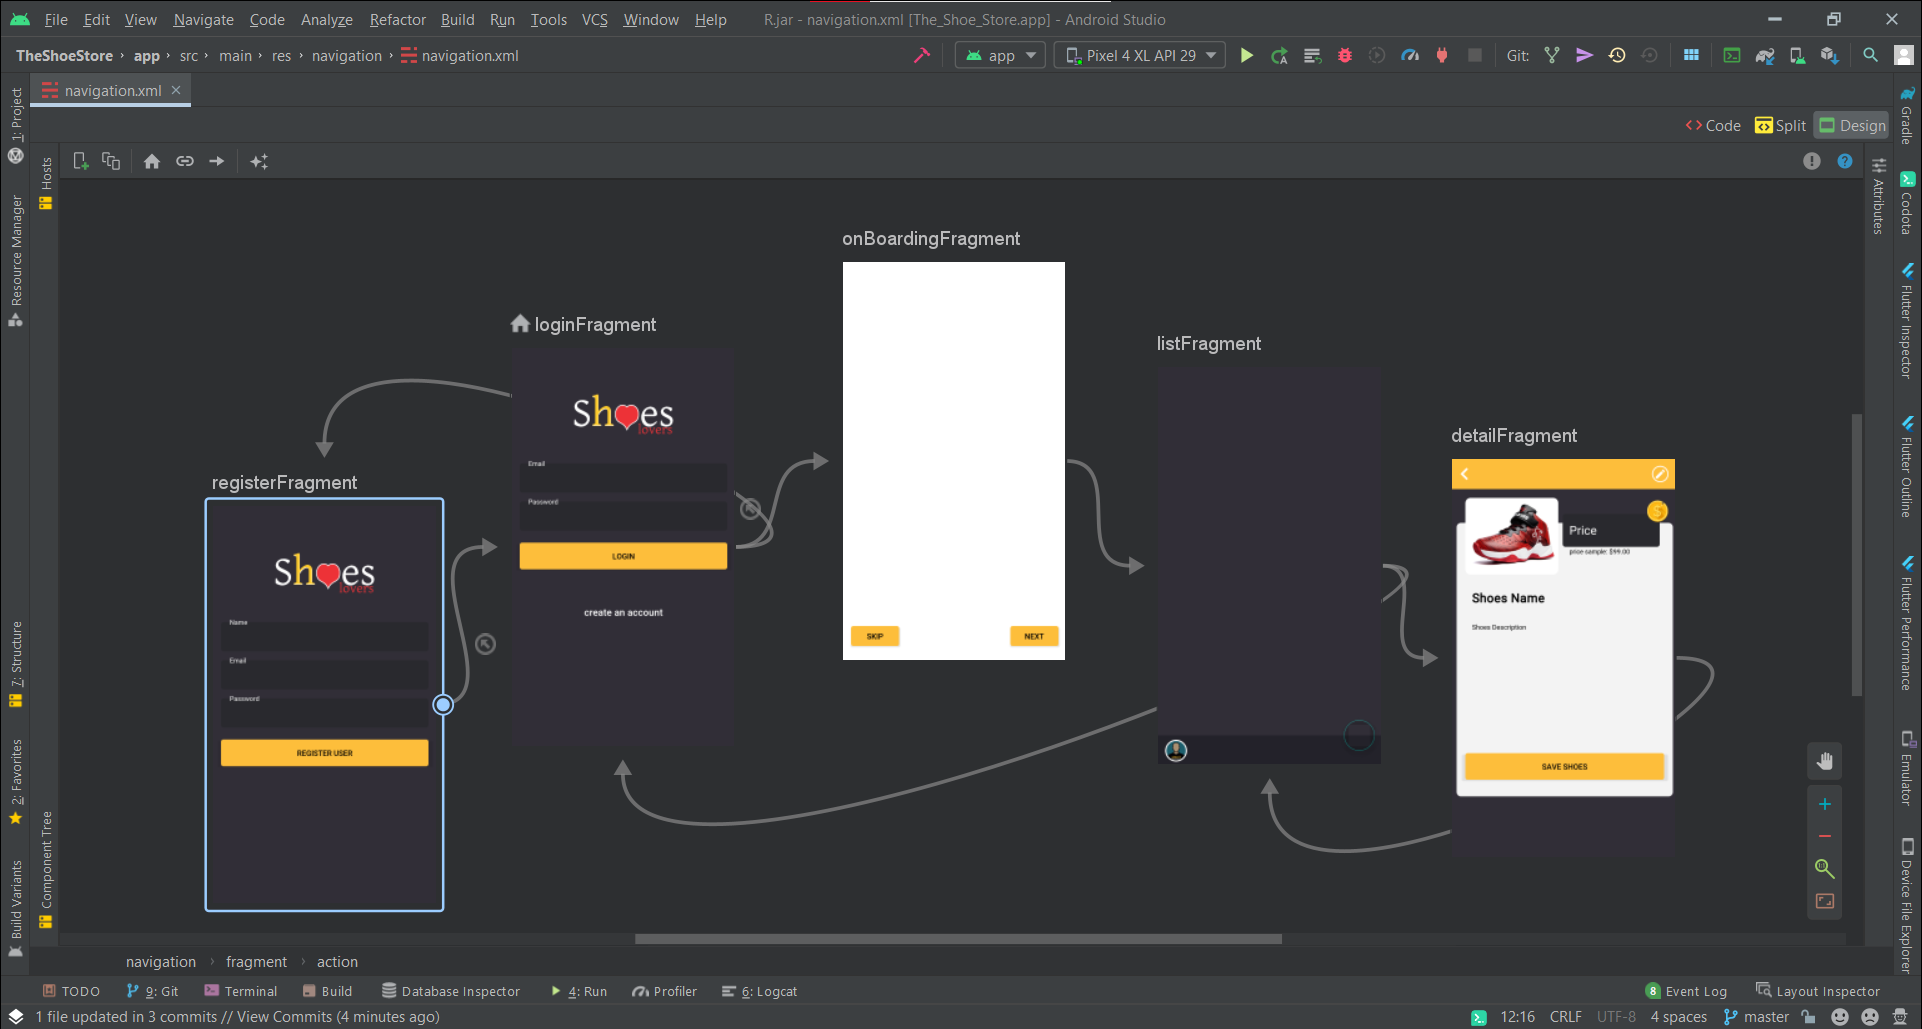 File Edit View Navigate Code Analyze Refactor Build Run Tools VCS Window Help R.jar - navigation.xml [The_Shoe_Store.app] - Android Studio
TheShoeStore › app › src › main › res › navigation › navigation.xml
app
Pixel 4 XL API 29
Git:
navigation.xml
Code Split Design
1: Project
Resource Manager
7: Structure
2: Favorites
Build Variants
Hosts
Component Tree
onBoardingFragment
SKIP NEXT
loginFragment
Shoes
lovers
Email
Password
LOGIN
create an account
listFragment
detailFragment
Price
price sample: $99.00
Shoes Name
Shoes Description
SAVE SHOES
registerFragment
Shoes
lovers
Name
Email
Password
REGISTER USER
Attributes
Gradle
Codota
Flutter Inspector
Flutter Outline
Flutter Performance
Emulator
Device File Explorer
navigation › fragment › action
TODO 9: Git Terminal Build Database Inspector 4: Run Profiler 6: Logcat 8 Event Log Layout Inspector
1 file updated in 3 commits // View Commits (4 minutes ago) 12:16 CRLF UTF-8 4 spaces master